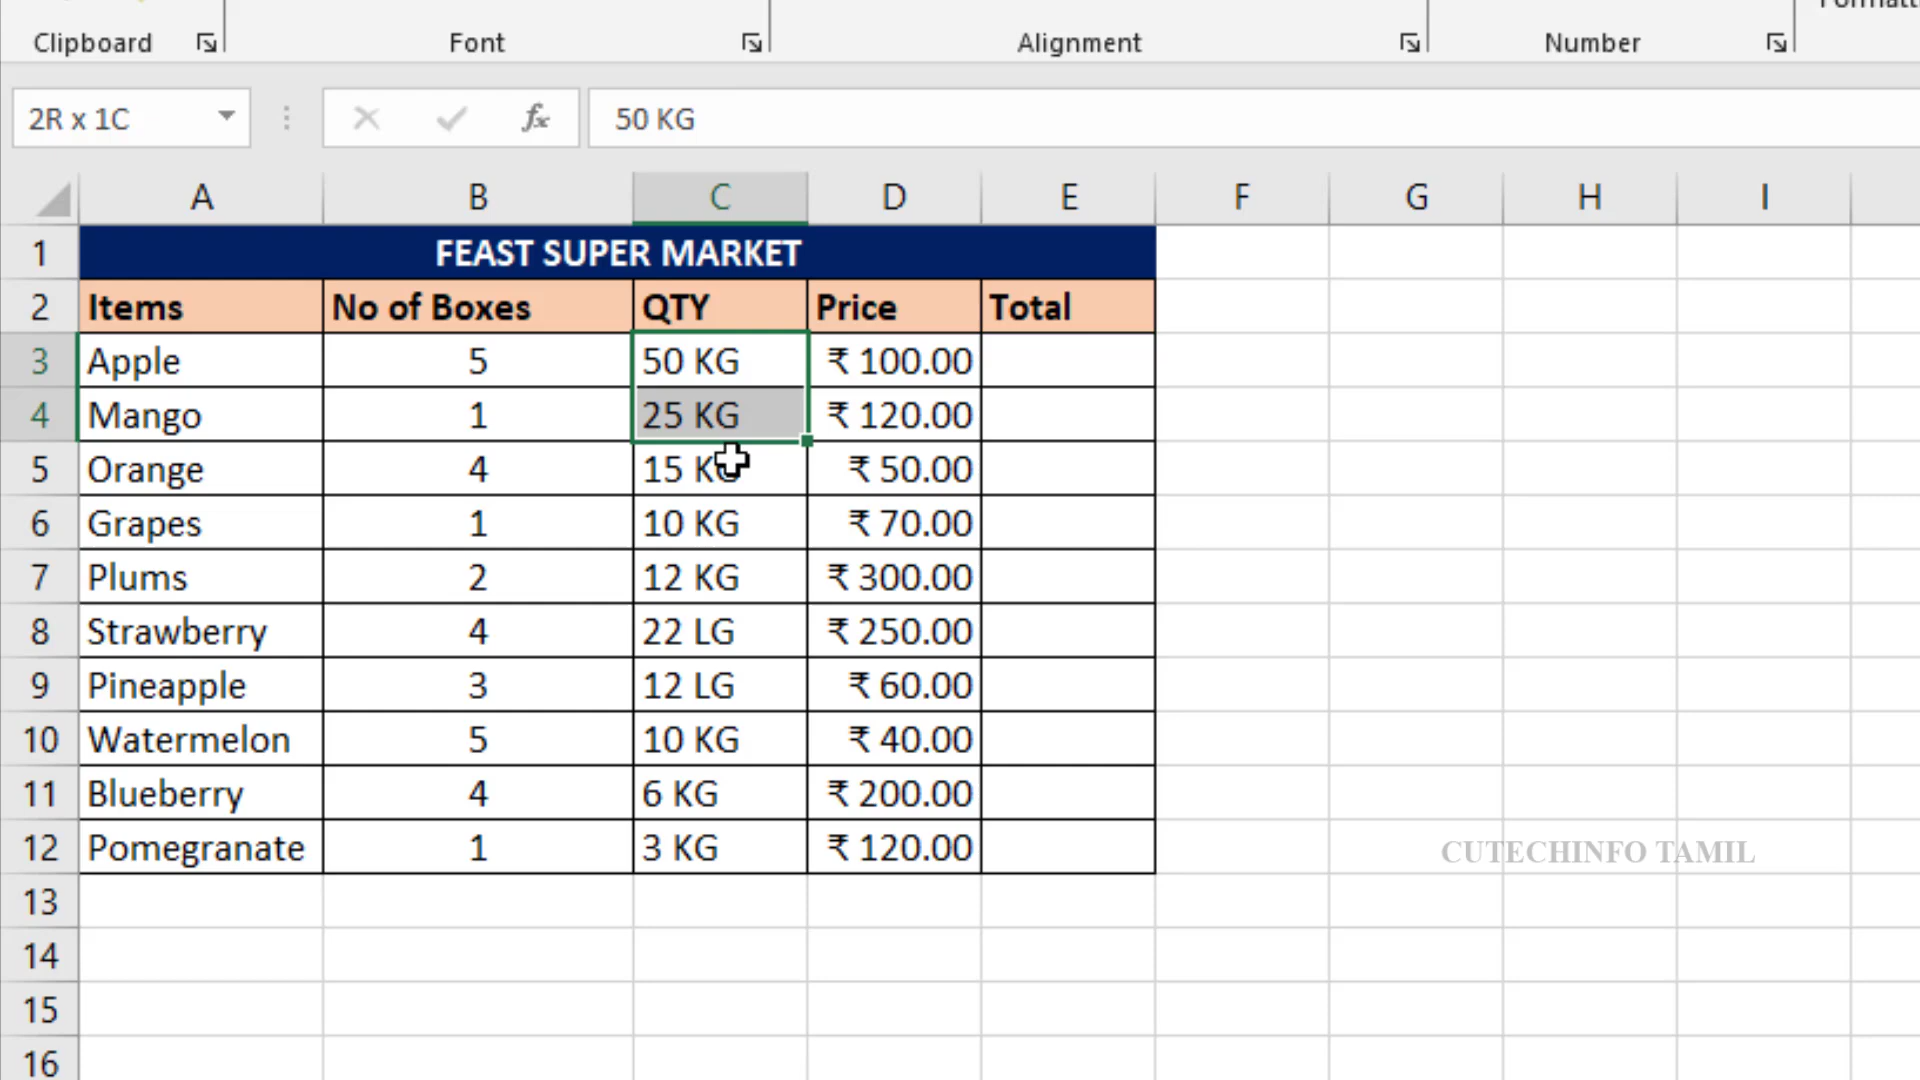 Clipboard Font Alignment Number
2R x 1C fx 50 KG
A B C D E F G H I
1 FEAST SUPER MARKET
2 Items No of Boxes QTY Price Total
3 Apple 5 50 KG ₹ 100.00
4 Mango 1 25 KG ₹ 120.00
5 Orange 4 15 KG ₹ 50.00
6 Grapes 1 10 KG ₹ 70.00
7 Plums 2 12 KG ₹ 300.00
8 Strawberry 4 22 LG ₹ 250.00
9 Pineapple 3 12 LG ₹ 60.00
10 Watermelon 5 10 KG ₹ 40.00
11 Blueberry 4 6 KG ₹ 200.00
12 Pomegranate 1 3 KG ₹ 120.00
CUTECHINFO TAMIL
13
14
15
16